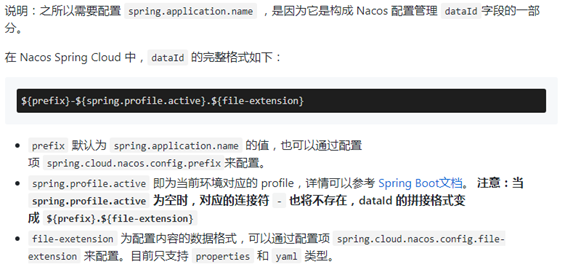 说明：之所以需要配置 spring.application.name ，是因为它是构成 Nacos 配置管理 dataId 字段的一部
分。
在 Nacos Spring Cloud 中，dataId 的完整格式如下：
${prefix}-${spring.profile.active}.${file-extension}
• prefix 默认为 spring.application.name 的值，也可以通过配置
项 spring.cloud.nacos.config.prefix 来配置。
• spring.profile.active 即为当前环境对应的 profile，详情可以参考 Spring Boot文档。 注意：当
spring.profile.active 为空时，对应的连接符 - 也将不存在，dataId 的拼接格式变
成 ${prefix}.${file-extension}
• file-exetension 为配置内容的数据格式，可以通过配置项 spring.cloud.nacos.config.file-
extension 来配置。目前只支持 properties 和 yaml 类型。